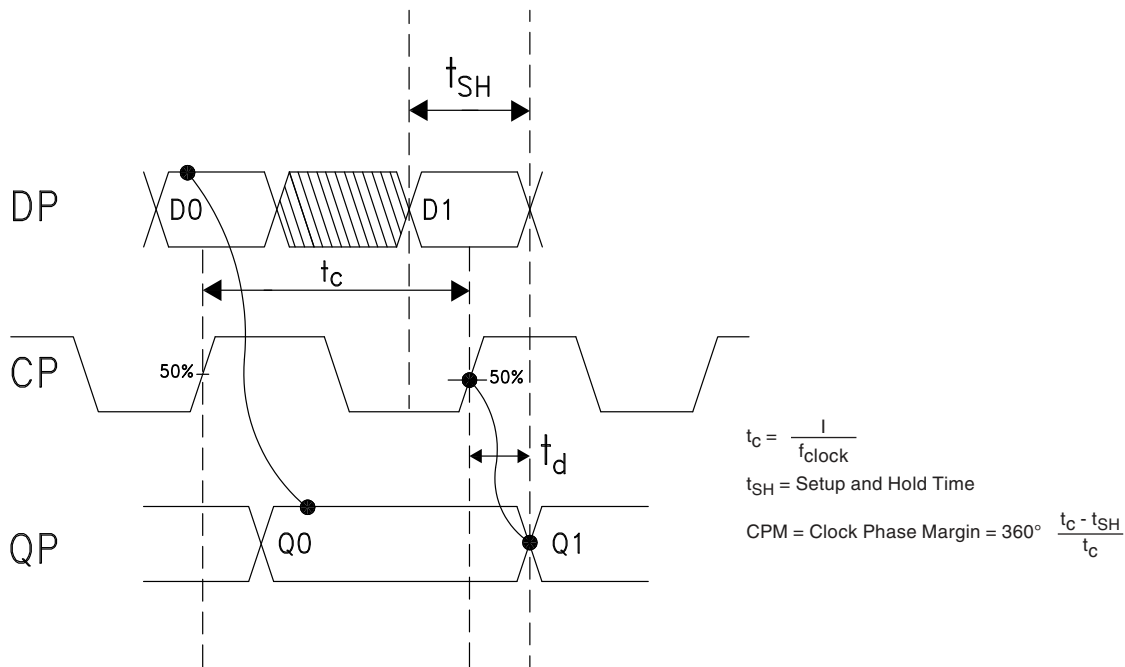 tSH
DP
D0
D1
tc
CP
50%
50%
td
QP
Q0
Q1
tc = I / fclock
tSH = Setup and Hold Time
CPM = Clock Phase Margin = 360° tc - tSH / tc